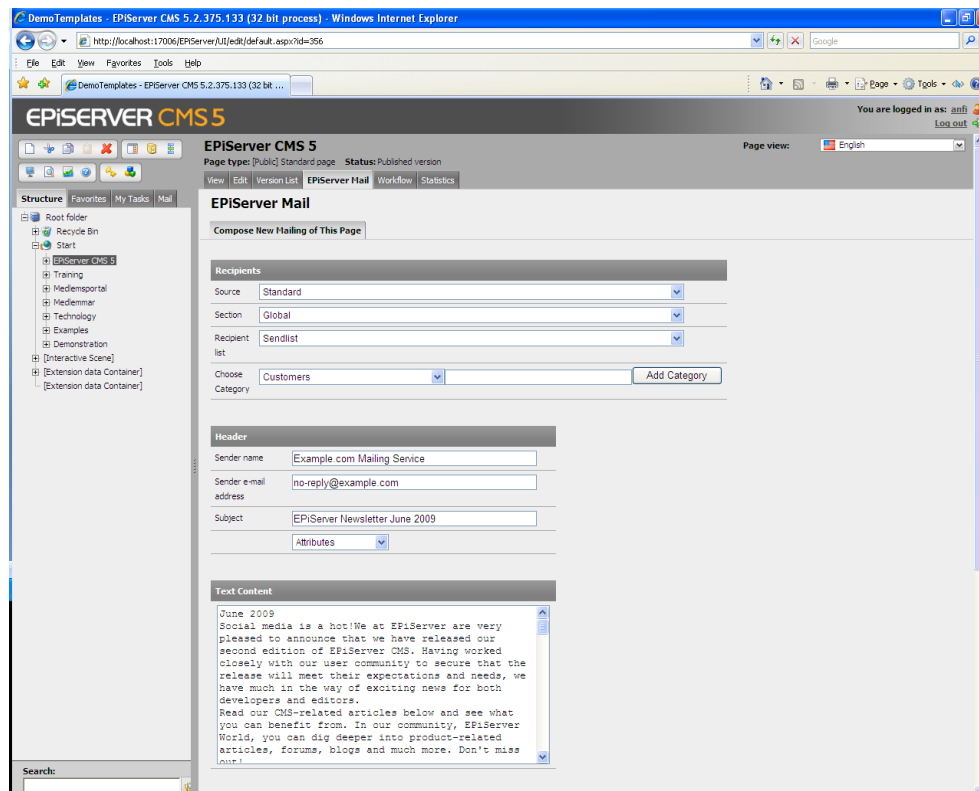 DemoTemplates - EPiServer CMS 5.2.375.133 (32 bit process) - Windows Internet Explorer
http://localhost:17006/EPiServer/UI/edit/default.aspx?id=356
Google
File Edit View Favorites Tools Help
DemoTemplates - EPiServer CMS 5.2.375.133 (32 bit ...
Page Tools
EPiSERVER CMS 5
You are logged in as: anfi
Log out
EPiServer CMS 5
Page view: English
Page type: [Public] Standard page Status: Published version
View Edit Version List EPiServer Mail Workflow Statistics
Structure Favorites My Tasks Mail
Root folder
Recycle Bin
Start
EPiServer CMS 5
Training
Medlemsportal
Medlemmar
Technology
Examples
Demonstration
[Interactive Scene]
[Extension data Container]
[Extension data Container]
Search:
EPiServer Mail
Compose New Mailing of This Page
Recipients
Source Standard
Section Global
Recipient list Sendlist
Choose Category Customers Add Category
Header
Sender name Example.com Mailing Service
Sender e-mail address no-reply@example.com
Subject EPiServer Newsletter June 2009
Attributes
Text Content
June 2009
Social media is a hot!We at EPiServer are very
pleased to announce that we have released our
second edition of EPiServer CMS. Having worked
closely with our user community to secure that the
release will meet their expectations and needs, we
have much in the way of exciting news for both
developers and editors.
Read our CMS-related articles below and see what
you can benefit from. In our community, EPiServer
World, you can dig deeper into product-related
articles, forums, blogs and much more. Don't miss
out!